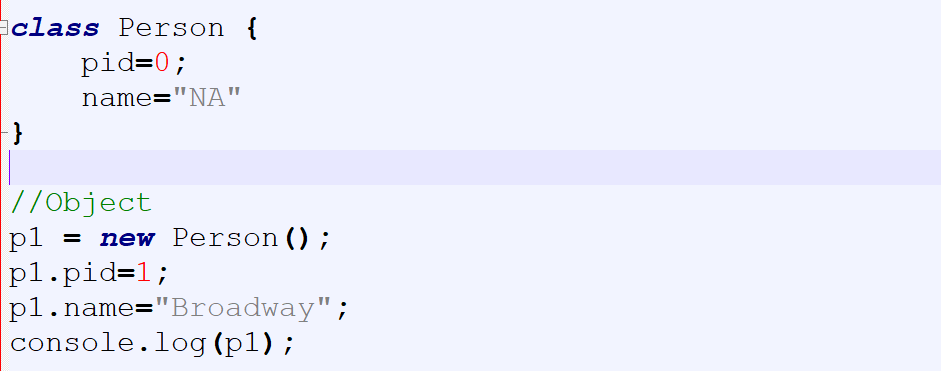 class Person {
    pid=0;
    name="NA"
}
//Object
p1 = new Person();
p1.pid=1;
p1.name="Broadway";
console.log(p1);